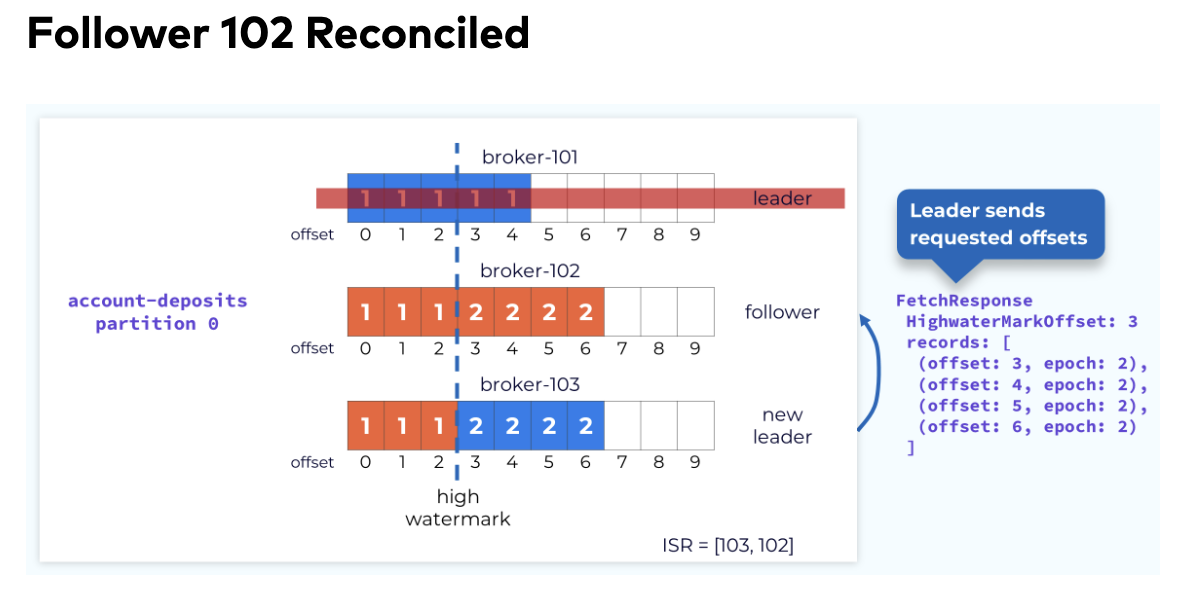 Follower 102 Reconciled
broker-101
1 1 1 1 1
leader
offset 0 1 2 3 4 5 6 7 8 9
broker-102
account-deposits
partition 0
1 1 1 2 2 2 2
follower
offset 0 1 2 3 4 5 6 7 8 9
broker-103
1 1 1 2 2 2 2
new
leader
offset 0 1 2 3 4 5 6 7 8 9
high
watermark
ISR = [103, 102]
Leader sends
requested offsets
FetchResponse
HighwaterMarkOffset: 3
records: [
(offset: 3, epoch: 2),
(offset: 4, epoch: 2),
(offset: 5, epoch: 2),
(offset: 6, epoch: 2)
]